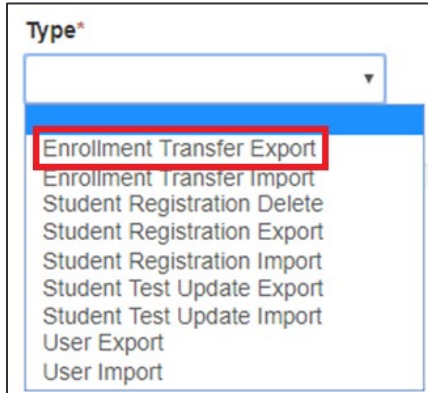 Type*
Enrollment Transfer Export
Enrollment Transfer Import
Student Registration Delete
Student Registration Export
Student Registration Import
Student Test Update Export
Student Test Update Import
User Export
User Import